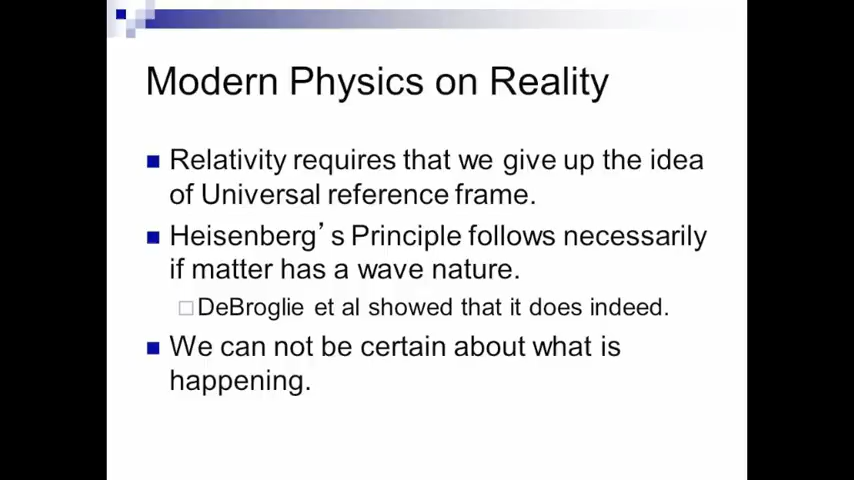 Modern Physics on Reality
Relativity requires that we give up the idea
of Universal reference frame.
Heisenberg’s Principle follows necessarily
if matter has a wave nature.
DeBroglie et al showed that it does indeed.
We can not be certain about what is
happening.